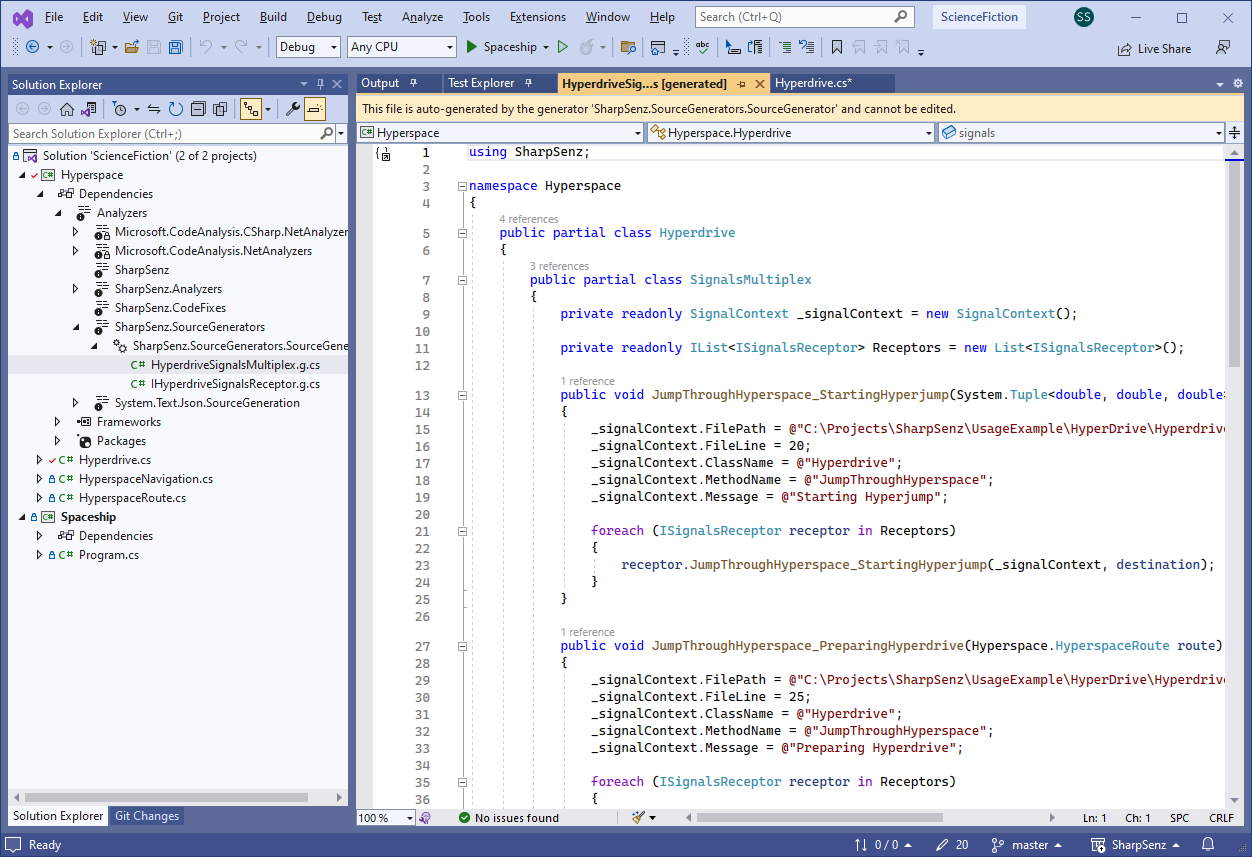 File Edit View Git Project Build Debug Test Analyze Tools Extensions Window Help Search (Ctrl+Q) ScienceFiction SS
Debug Any CPU Spaceship abc Live Share
Solution Explorer
Search Solution Explorer (Ctrl+;)
Solution 'ScienceFiction' (2 of 2 projects)
C# Hyperspace
Dependencies
Analyzers
Microsoft.CodeAnalysis.CSharp.NetAnalyzer
Microsoft.CodeAnalysis.NetAnalyzers
SharpSenz
SharpSenz.Analyzers
SharpSenz.CodeFixes
SharpSenz.SourceGenerators
SharpSenz.SourceGenerators.SourceGene
C# HyperdriveSignalsMultiplex.g.cs
C# IHyperdriveSignalsReceptor.g.cs
System.Text.Json.SourceGeneration
Frameworks
Packages
C# Hyperdrive.cs
C# HyperspaceNavigation.cs
C# HyperspaceRoute.cs
C# Spaceship
Dependencies
C# Program.cs
Solution Explorer Git Changes
Output Test Explorer HyperdriveSig...s [generated] Hyperdrive.cs*
This file is auto-generated by the generator 'SharpSenz.SourceGenerators.SourceGenerator' and cannot be edited.
C# Hyperspace Hyperspace.Hyperdrive signals
1 using SharpSenz;
2
3 namespace Hyperspace
4 {
4 references
5 public partial class Hyperdrive
6 {
3 references
7 public partial class SignalsMultiplex
8 {
9 private readonly SignalContext _signalContext = new SignalContext();
10
11 private readonly IList<ISignalsReceptor> Receptors = new List<ISignalsReceptor>();
12
1 reference
13 public void JumpThroughHyperspace_StartingHyperjump(System.Tuple<double, double, double>
14 {
15 _signalContext.FilePath = @"C:\Projects\SharpSenz\UsageExample\HyperDrive\Hyperdrive
16 _signalContext.FileLine = 20;
17 _signalContext.ClassName = @"Hyperdrive";
18 _signalContext.MethodName = @"JumpThroughHyperspace";
19 _signalContext.Message = @"Starting Hyperjump";
20
21 foreach (ISignalsReceptor receptor in Receptors)
22 {
23 receptor.JumpThroughHyperspace_StartingHyperjump(_signalContext, destination);
24 }
25 }
26
1 reference
27 public void JumpThroughHyperspace_PreparingHyperdrive(Hyperspace.HyperspaceRoute route)
28 {
29 _signalContext.FilePath = @"C:\Projects\SharpSenz\UsageExample\HyperDrive\Hyperdrive
30 _signalContext.FileLine = 25;
31 _signalContext.ClassName = @"Hyperdrive";
32 _signalContext.MethodName = @"JumpThroughHyperspace";
33 _signalContext.Message = @"Preparing Hyperdrive";
34
35 foreach (ISignalsReceptor receptor in Receptors)
36 {
100 % No issues found Ln: 1 Ch: 1 SPC CRLF
Ready 0 / 0 20 master SharpSenz